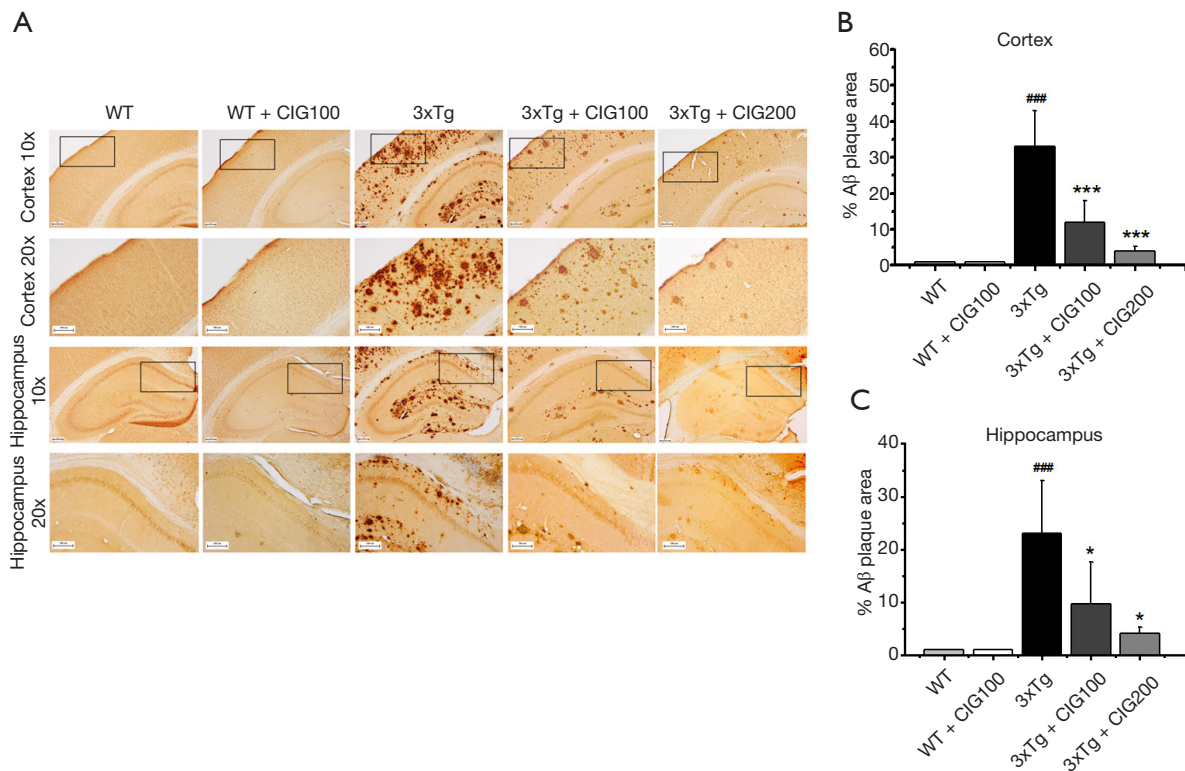 A
WT
WT + CIG100
3xTg
3xTg + CIG100
3xTg + CIG200
Cortex 10x
Cortex 20x
Hippocampus
10x
Hippocampus
20x
B
Cortex
% Aβ plaque area
60
50
40
30
20
10
0
###
***
***
WT
WT + CIG100
3xTg
3xTg + CIG100
3xTg + CIG200
C
Hippocampus
% Aβ plaque area
40
30
20
10
0
###
*
*
WT
WT + CIG100
3xTg
3xTg + CIG100
3xTg + CIG200